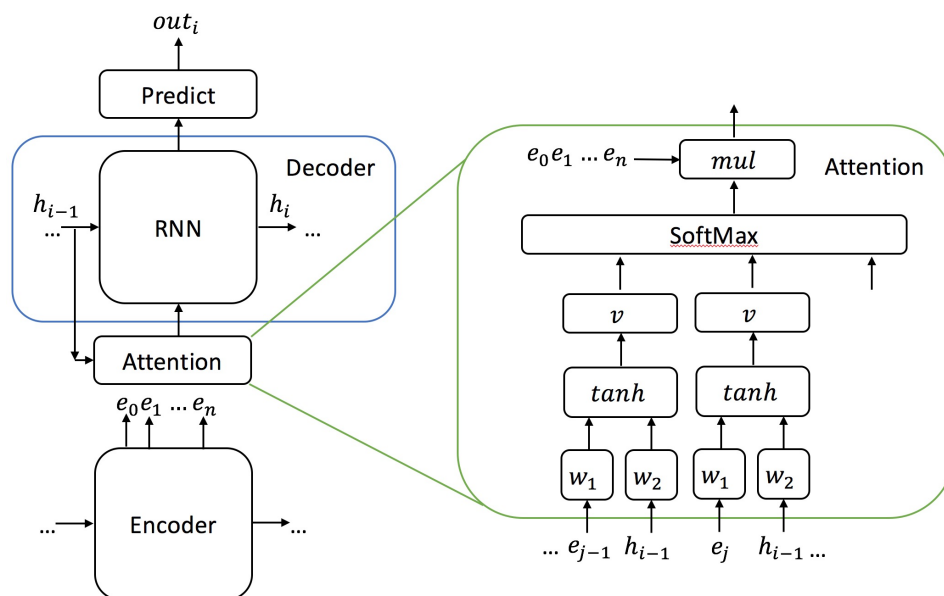 out_i
Predict
Decoder
h_{i-1}
...
RNN
h_i
...
Attention
e_0 e_1 ... e_n
...
Encoder
...
e_0 e_1 ... e_n
mul
Attention
SoftMax
v
v
tanh
tanh
w_1
w_2
w_1
w_2
... e_{j-1}
h_{i-1}
e_j
h_{i-1} ...